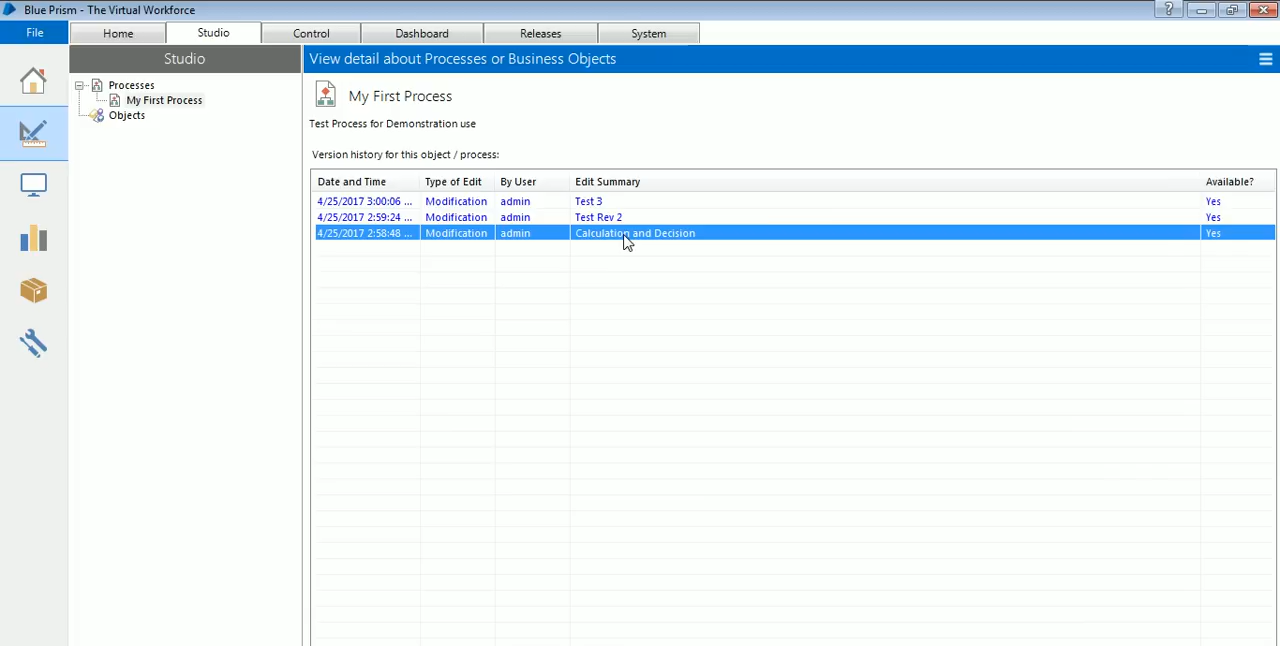 Blue Prism - The Virtual Workforce
?
File
Home
Studio
Control
Dashboard
Releases
System
Studio
View detail about Processes or Business Objects
Processes
My First Process
Objects
My First Process
Test Process for Demonstration use
Version history for this object / process:
Date and Time Type of Edit By User Edit Summary Available?
4/25/2017 3:00:06 ... Modification admin Test 3 Yes
4/25/2017 2:59:24 ... Modification admin Test Rev 2 Yes
4/25/2017 2:58:48 ... Modification admin Calculation and Decision Yes